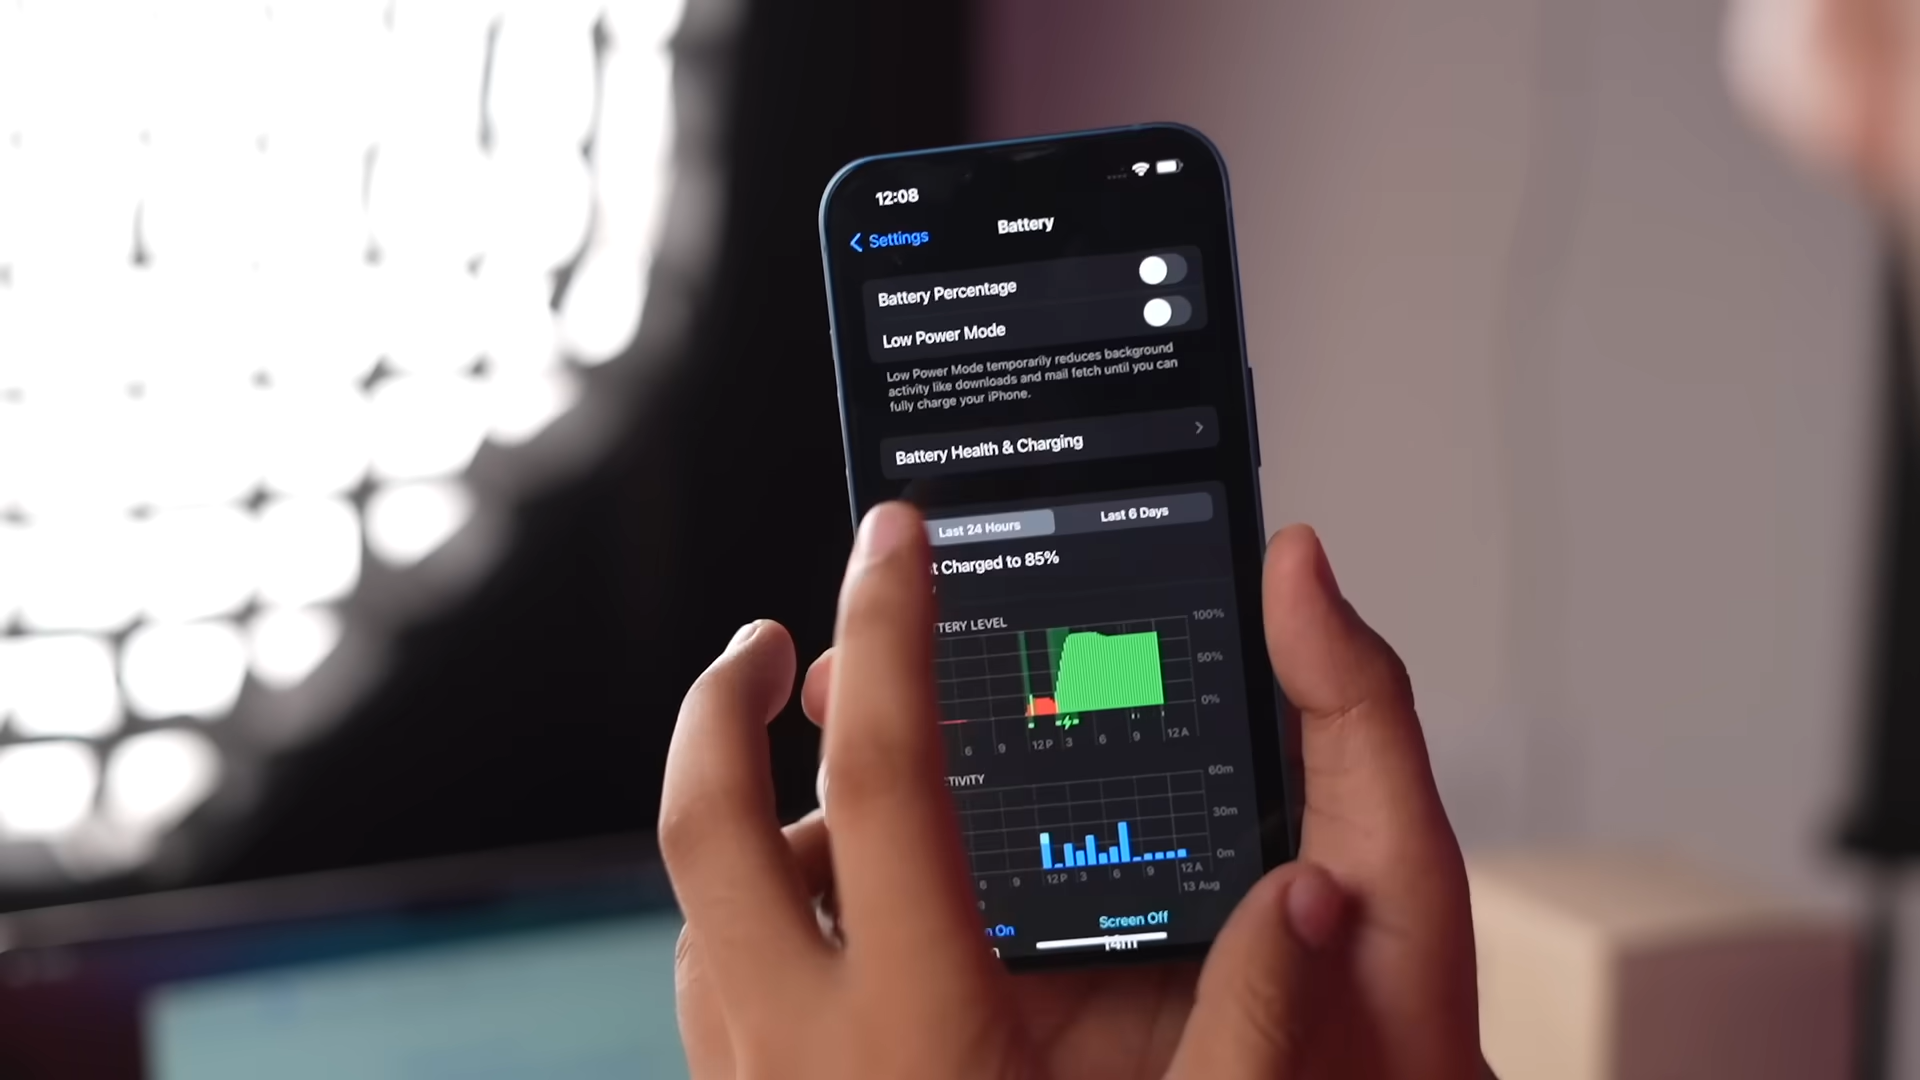 12:08
Settings
Battery
Battery Percentage
Low Power Mode
Low Power Mode temporarily reduces background
activity like downloads and mail fetch until you can
fully charge your iPhone.
Battery Health & Charging
Last 24 Hours
Last 6 Days
t Charged to 85%
TERY LEVEL
100%
50%
0%
6 9 12 P 3 6 9 12 A
TIVITY
60m
30m
0m
6 9 12 P 3 6 9 12 A
13 Aug
n On
Screen Off
14m